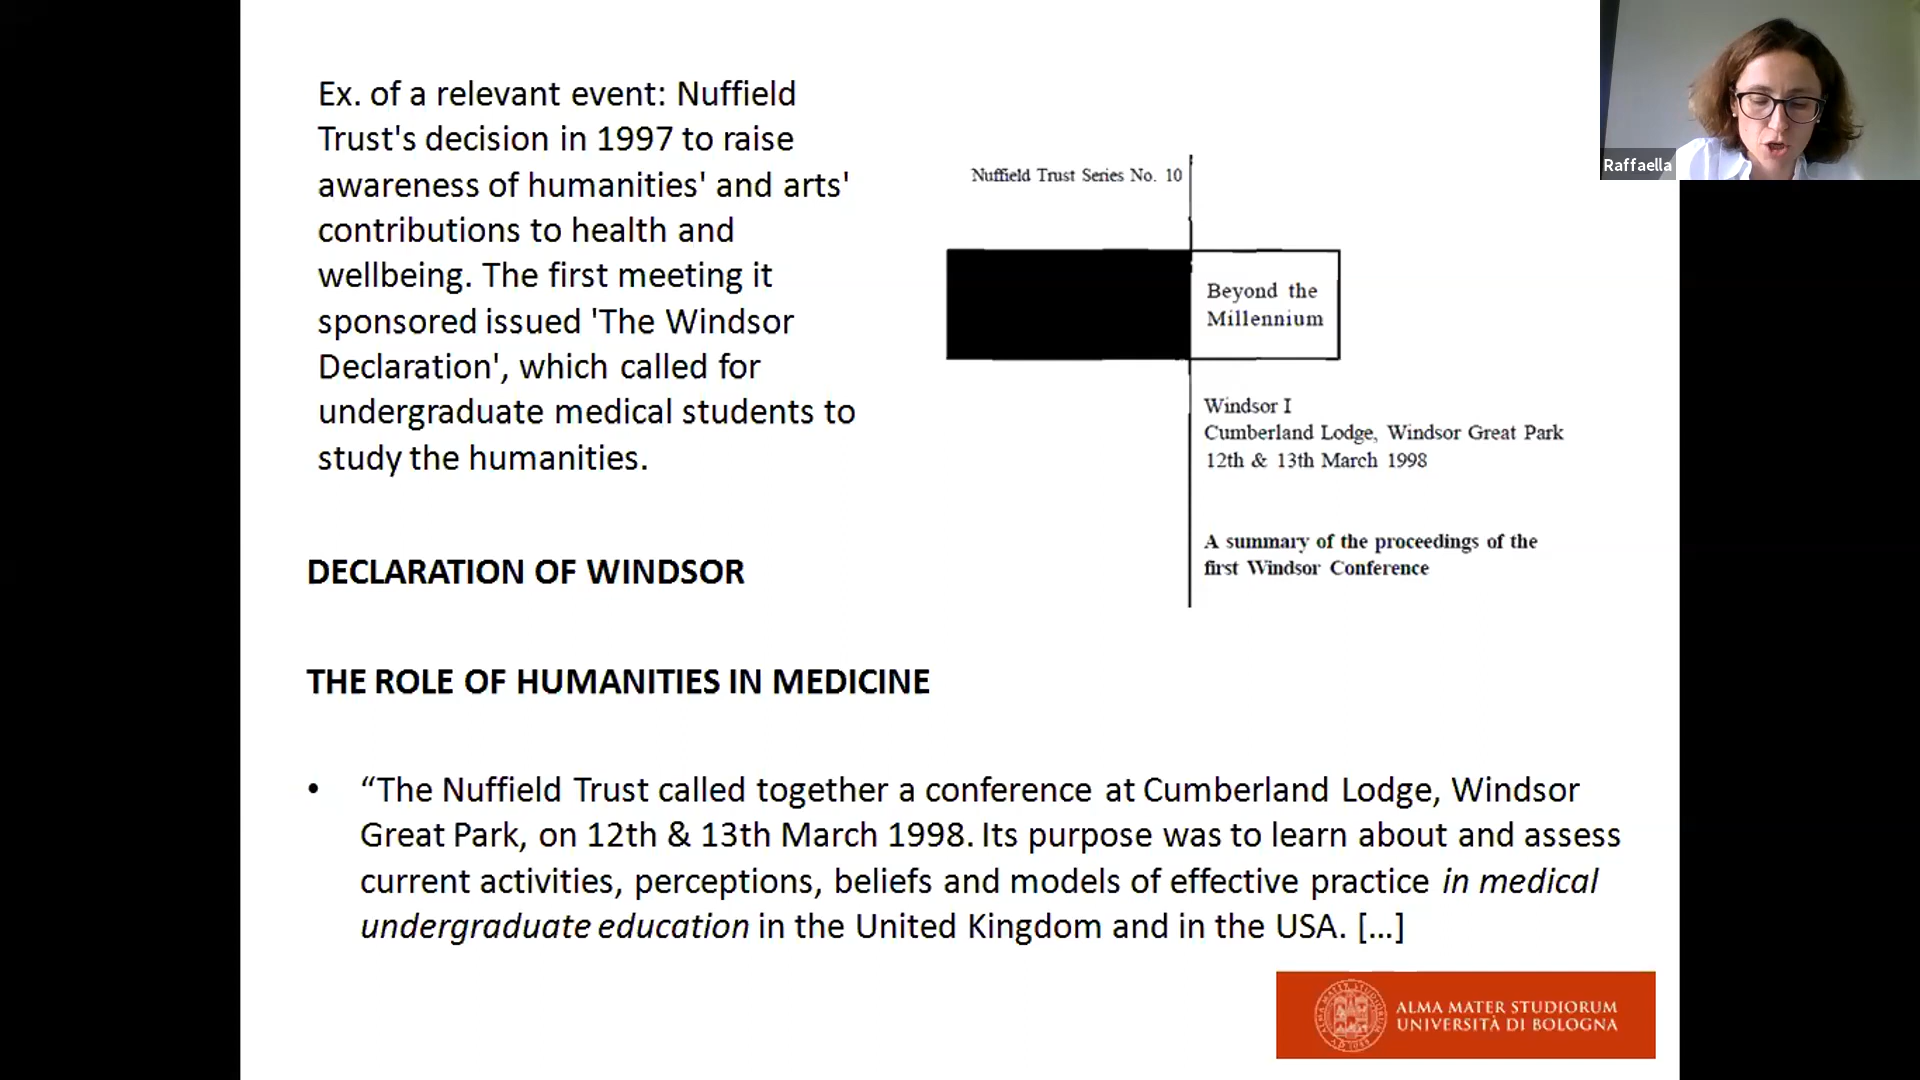 Ex. of a relevant event: Nuffield
Trust's decision in 1997 to raise
awareness of humanities' and arts'
contributions to health and
wellbeing. The first meeting it
sponsored issued 'The Windsor
Declaration', which called for
undergraduate medical students to
study the humanities.
Nuffield Trust Series No. 10
Beyond the
Millennium
Windsor I
Cumberland Lodge, Windsor Great Park
12th & 13th March 1998
A summary of the proceedings of the
first Windsor Conference
Raffaella
DECLARATION OF WINDSOR
THE ROLE OF HUMANITIES IN MEDICINE
• “The Nuffield Trust called together a conference at Cumberland Lodge, Windsor
Great Park, on 12th & 13th March 1998. Its purpose was to learn about and assess
current activities, perceptions, beliefs and models of effective practice in medical
undergraduate education in the United Kingdom and in the USA. [...]
ALMA MATER STUDIORUM
UNIVERSITÀ DI BOLOGNA